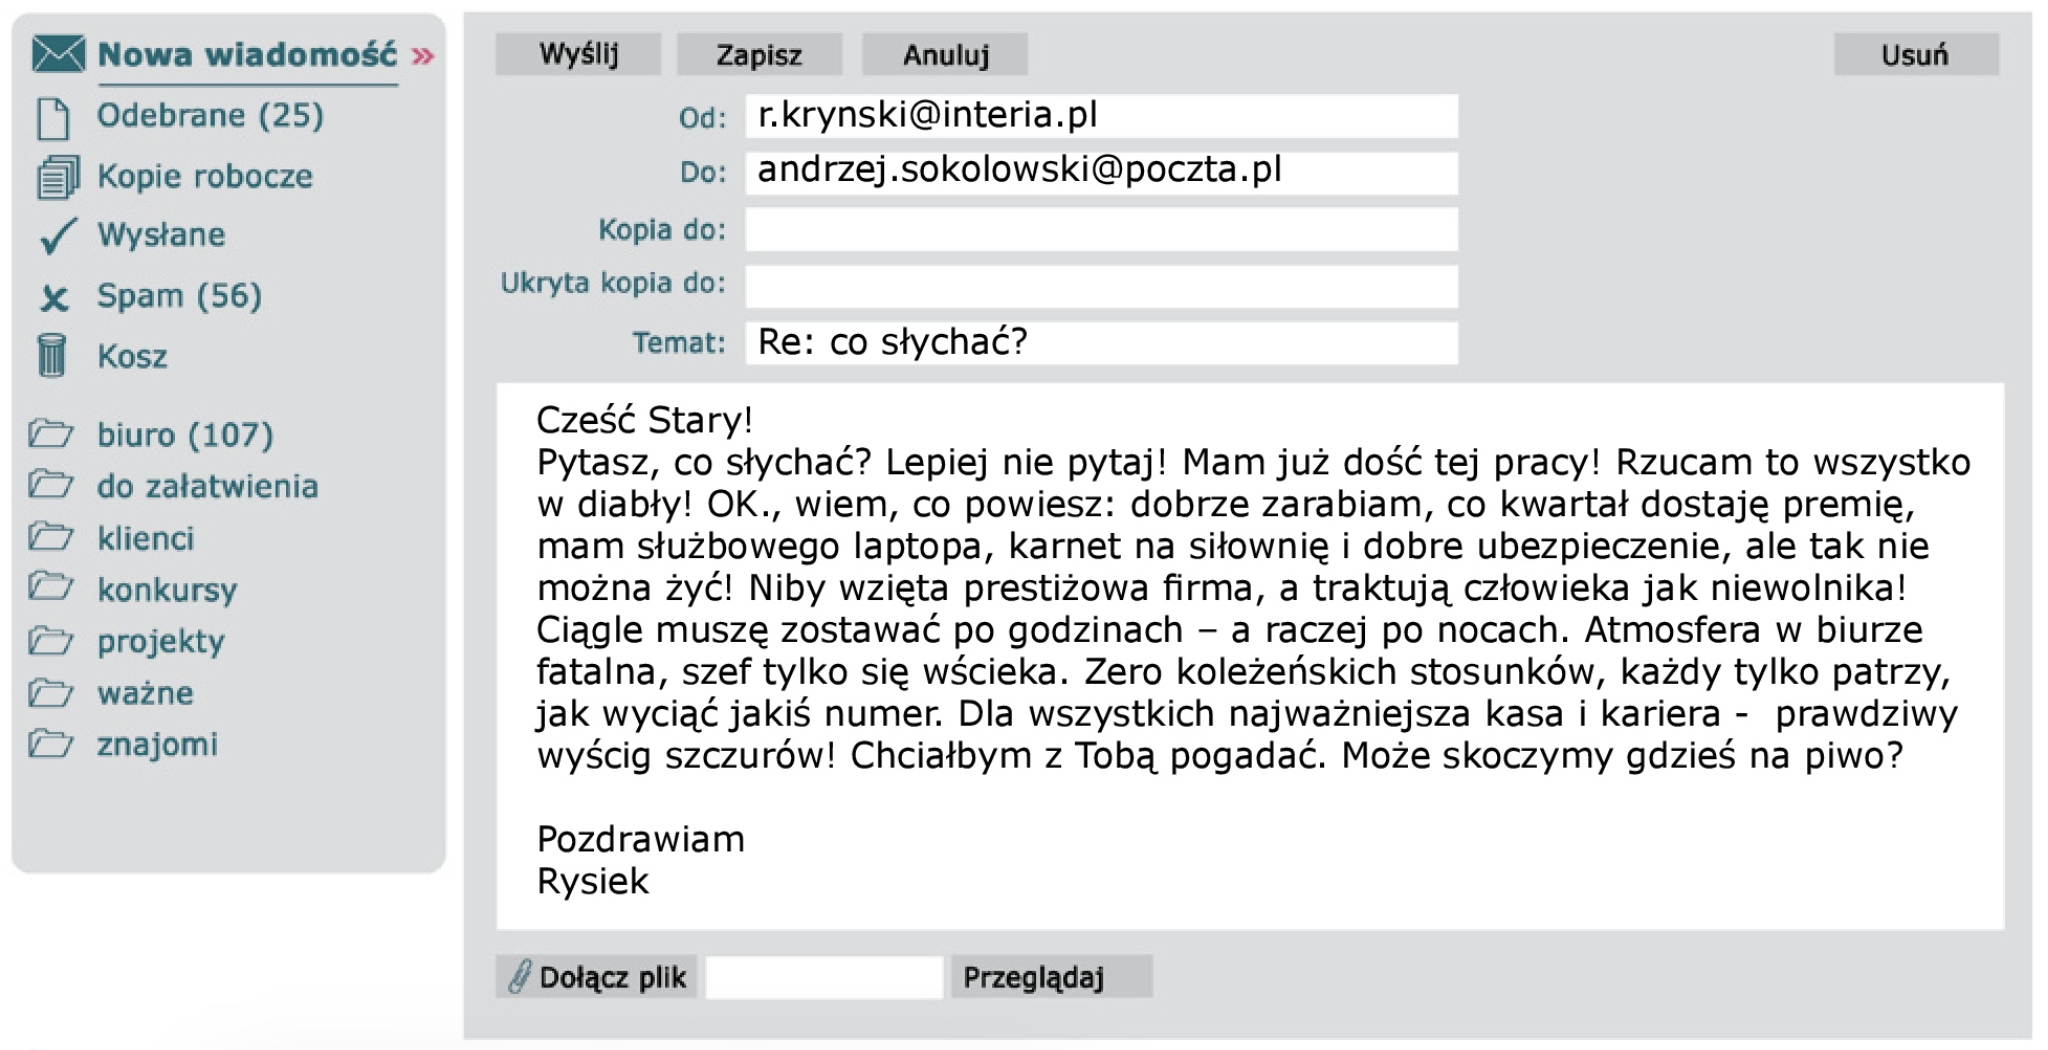 Nowa wiadomość »
Odebrane (25)
Kopie robocze
Wysłane
Spam (56)
Kosz
biuro (107)
do załatwienia
klienci
konkursy
projekty
ważne
znajomi
Wyślij Zapisz Anuluj Usuń
Od: r.krynski@interia.pl
Do: andrzej.sokolowski@poczta.pl
Kopia do:
Ukryta kopia do:
Temat: Re: co słychać?
Cześć Stary!
Pytasz, co słychać? Lepiej nie pytaj! Mam już dość tej pracy! Rzucam to wszystko
w diabły! OK., wiem, co powiesz: dobrze zarabiam, co kwartał dostaję premię,
mam służbowego laptopa, karnet na siłownię i dobre ubezpieczenie, ale tak nie
można żyć! Niby wzięta prestiżowa firma, a traktują człowieka jak niewolnika!
Ciągle muszę zostawać po godzinach – a raczej po nocach. Atmosfera w biurze
fatalna, szef tylko się wścieka. Zero koleżeńskich stosunków, każdy tylko patrzy,
jak wyciąć jakiś numer. Dla wszystkich najważniejsza kasa i kariera - prawdziwy
wyścig szczurów! Chciałbym z Tobą pogadać. Może skoczymy gdzieś na piwo?
Pozdrawiam
Rysiek
Dołącz plik Przeglądaj